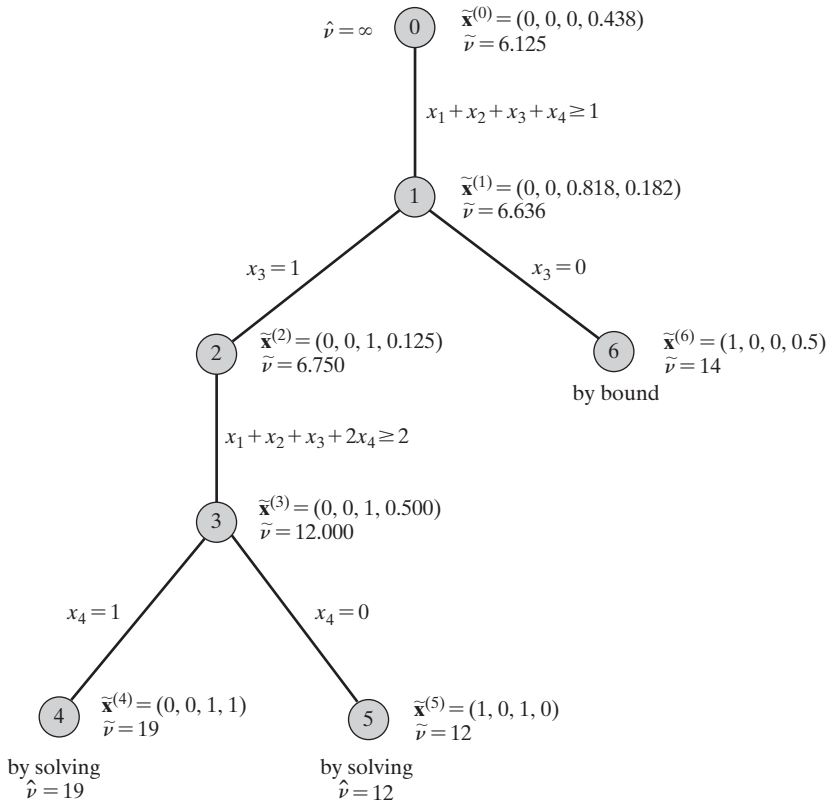 ν̂ = ∞
0
x̃⁽⁰⁾ = (0, 0, 0, 0.438)
ν̃ = 6.125
x₁ + x₂ + x₃ + x₄ ≥ 1
1
x̃⁽¹⁾ = (0, 0, 0.818, 0.182)
ν̃ = 6.636
x₃ = 1
x₃ = 0
2
x̃⁽²⁾ = (0, 0, 1, 0.125)
ν̃ = 6.750
6
x̃⁽⁶⁾ = (1, 0, 0, 0.5)
ν̃ = 14
by bound
x₁ + x₂ + x₃ + 2x₄ ≥ 2
3
x̃⁽³⁾ = (0, 0, 1, 0.500)
ν̃ = 12.000
x₄ = 1
x₄ = 0
4
x̃⁽⁴⁾ = (0, 0, 1, 1)
ν̃ = 19
by solving
ν̂ = 19
5
x̃⁽⁵⁾ = (1, 0, 1, 0)
ν̃ = 12
by solving
ν̂ = 12